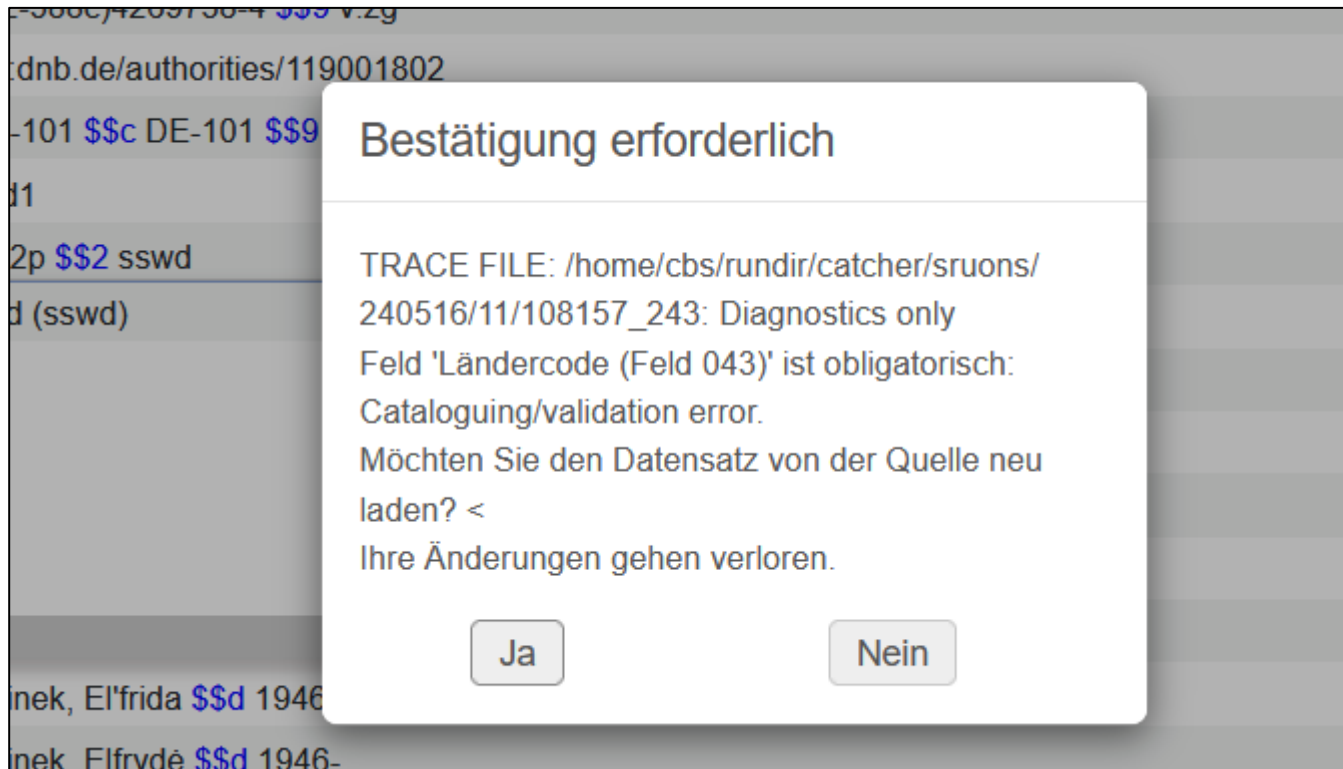 :dnb.de/authorities/119001802
-101 $$c DE-101 $$9
d1
2p $$2 sswd
d (sswd)
Bestätigung erforderlich
TRACE FILE: /home/cbs/rundir/catcher/sruons/
240516/11/108157_243: Diagnostics only
Feld 'Ländercode (Feld 043)' ist obligatorisch:
Cataloguing/validation error.
Möchten Sie den Datensatz von der Quelle neu
laden? <
Ihre Änderungen gehen verloren.
Ja
Nein
inek, El'frida $$d 1946
inek, Elfrydė $$d 1946-